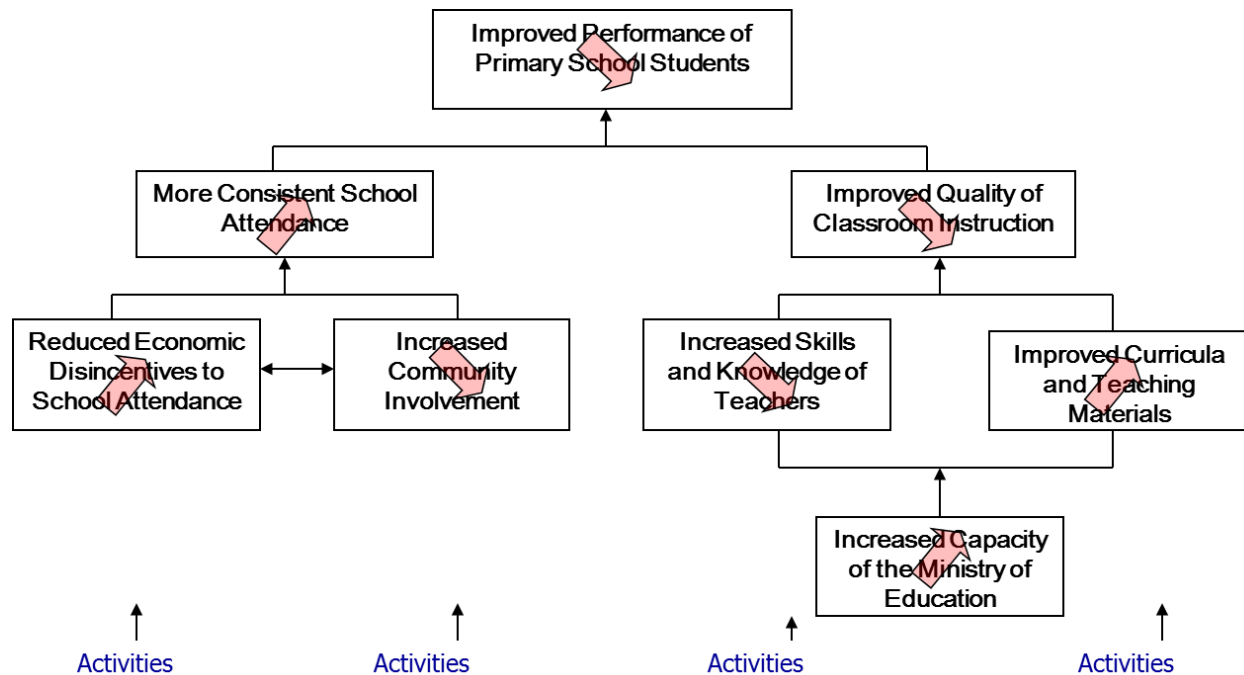 Improved Performance of
Primary School Students
More Consistent School
Attendance
Improved Quality of
Classroom Instruction
Reduced Economic
Disincentives to
School Attendance
Increased
Community
Involvement
Increased Skills
and Knowledge of
Teachers
Improved Curricula
and Teaching
Materials
Increased Capacity
of the Ministry of
Education
Activities
Activities
Activities
Activities